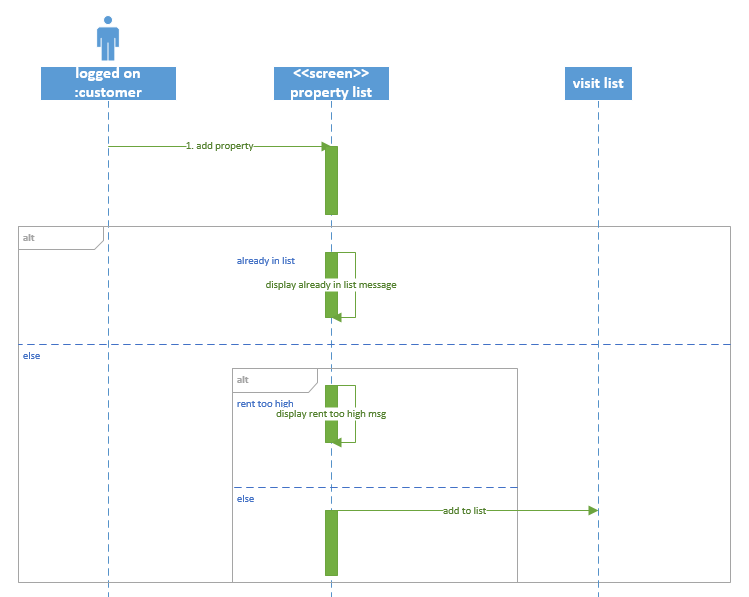 logged on
:customer
<<screen>>
property list
visit list
1. add property
alt
already in list
display already in list message
else
alt
rent too high
display rent too high msg
else
add to list